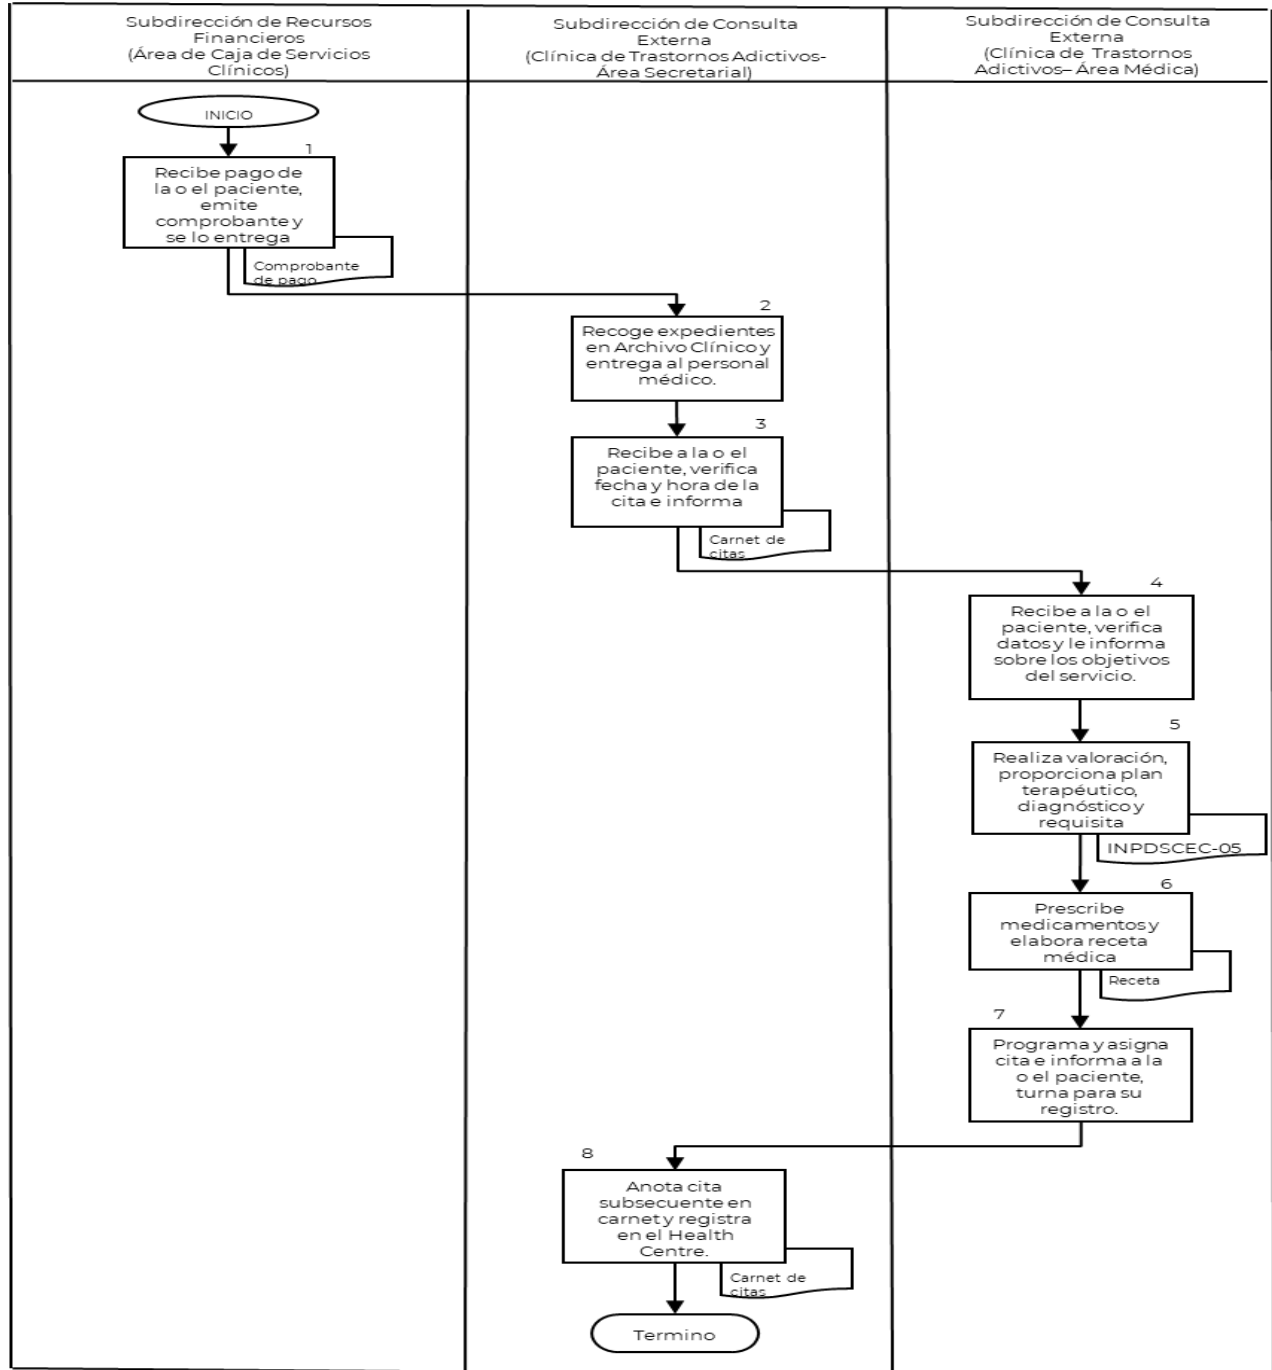 Subdirección de Recursos
Financieros
(Área de Caja de Servicios
Clínicos)
Subdirección de Consulta
Externa
(Clínica de Trastornos Adictivos-
Área Secretarial)
Subdirección de Consulta
Externa
(Clínica de Trastornos
Adictivos– Área Médica)
INICIO
1
Recibe pago de
la o el paciente,
emite
comprobante y
se lo entrega
Comprobante
de pago
2
Recoge expedientes
en Archivo Clínico y
entrega al personal
médico.
3
Recibe a la o el
paciente, verifica
fecha y hora de la
cita e informa
Carnet de
citas
4
Recibe a la o el
paciente, verifica
datos y le informa
sobre los objetivos
del servicio.
5
Realiza valoración,
proporciona plan
terapéutico,
diagnóstico y
requisita
INPDSCEC-05
6
Prescribe
medicamentos y
elabora receta
médica
Receta
7
Programa y asigna
cita e informa a la
o el paciente,
turna para su
registro.
8
Anota cita
subsecuente en
carnet y registra
en el Health
Centre.
Carnet de
citas
Termino